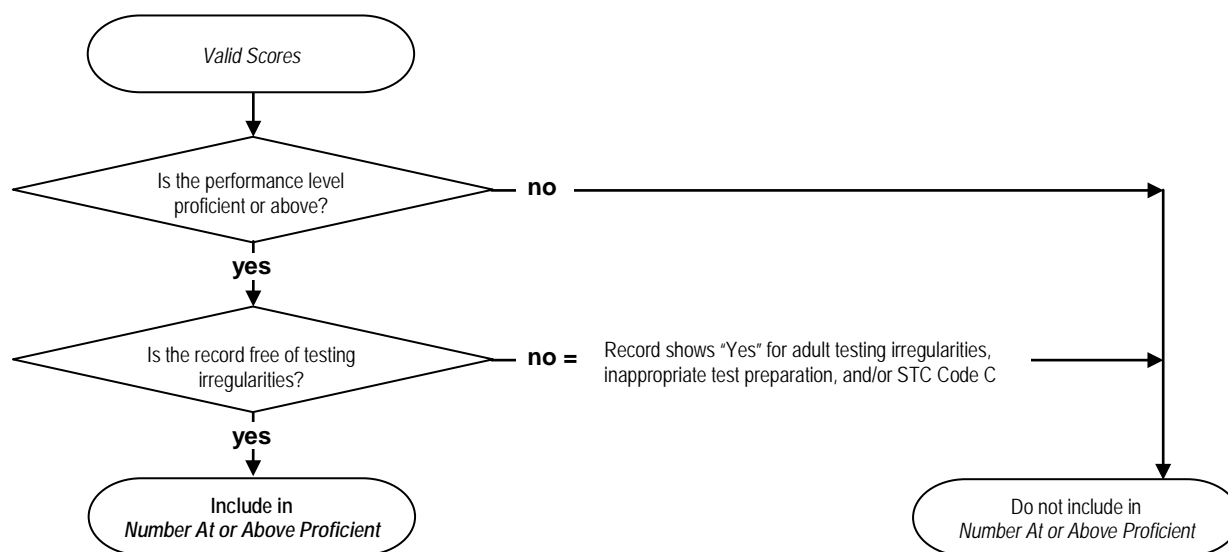 Valid Scores
Is the performance level
proficient or above?
no
yes
Is the record free of testing
irregularities?
no =
Record shows "Yes" for adult testing irregularities,
inappropriate test preparation, and/or STC Code C
yes
Include in
Number At or Above Proficient
Do not include in
Number At or Above Proficient